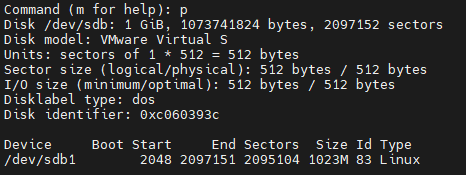 Command (m for help): p
Disk /dev/sdb: 1 GiB, 1073741824 bytes, 2097152 sectors
Disk model: VMware Virtual S
Units: sectors of 1 * 512 = 512 bytes
Sector size (logical/physical): 512 bytes / 512 bytes
I/O size (minimum/optimal): 512 bytes / 512 bytes
Disklabel type: dos
Disk identifier: 0xc060393c
Device     Boot Start     End Sectors  Size Id Type
/dev/sdb1        2048 2097151 2095104 1023M 83 Linux